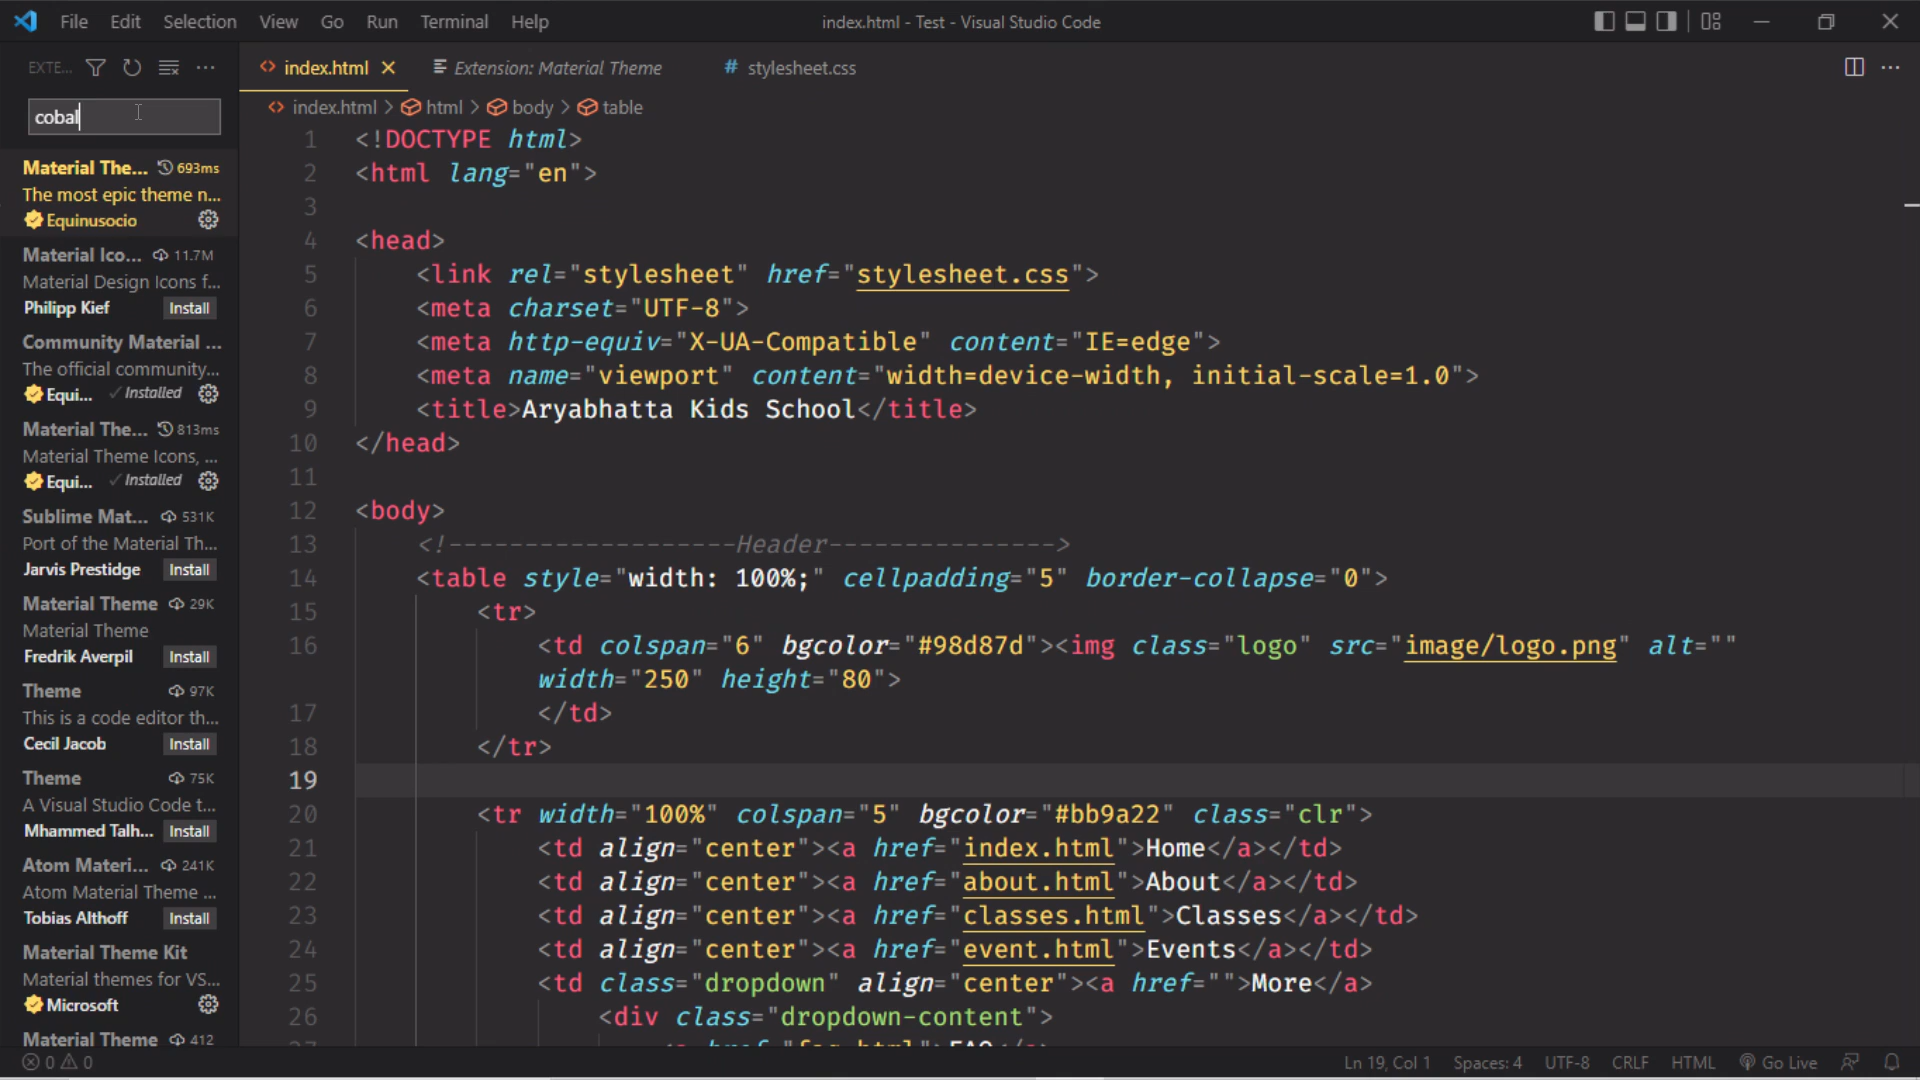 File Edit Selection View Go Run Terminal Help
index.html - Test - Visual Studio Code
EXTE...
cobal
Material The... 693ms
The most epic theme n...
Equinusocio
Material Ico... 11.7M
Material Design Icons f...
Philipp Kief Install
Community Material ...
The official community...
Equi... ✓ Installed
Material The... 813ms
Material Theme Icons, ...
Equi... ✓ Installed
Sublime Mat... 531K
Port of the Material Th...
Jarvis Prestidge Install
Material Theme 29K
Material Theme
Fredrik Averpil Install
Theme 97K
This is a code editor th...
Cecil Jacob Install
Theme 75K
A Visual Studio Code t...
Mhammed Talh... Install
Atom Materi... 241K
Atom Material Theme ...
Tobias Althoff Install
Material Theme Kit
Material themes for VS...
Microsoft
Material Theme 412
index.html Extension: Material Theme # stylesheet.css
index.html > html > body > table
1 <!DOCTYPE html>
2 <html lang="en">
3
4 <head>
5 <link rel="stylesheet" href="stylesheet.css">
6 <meta charset="UTF-8">
7 <meta http-equiv="X-UA-Compatible" content="IE=edge">
8 <meta name="viewport" content="width=device-width, initial-scale=1.0">
9 <title>Aryabhatta Kids School</title>
10 </head>
11
12 <body>
13 <!-------------------Header--------------->
14 <table style="width: 100%;" cellpadding="5" border-collapse="0">
15 <tr>
16 <td colspan="6" bgcolor="#98d87d"><img class="logo" src="image/logo.png" alt=""
width="250" height="80">
17 </td>
18 </tr>
19
20 <tr width="100%" colspan="5" bgcolor="#bb9a22" class="clr">
21 <td align="center"><a href="index.html">Home</a></td>
22 <td align="center"><a href="about.html">About</a></td>
23 <td align="center"><a href="classes.html">Classes</a></td>
24 <td align="center"><a href="event.html">Events</a></td>
25 <td class="dropdown" align="center"><a href="">More</a>
26 <div class="dropdown-content">
0 0
Ln 19, Col 1 Spaces: 4 UTF-8 CRLF HTML Go Live